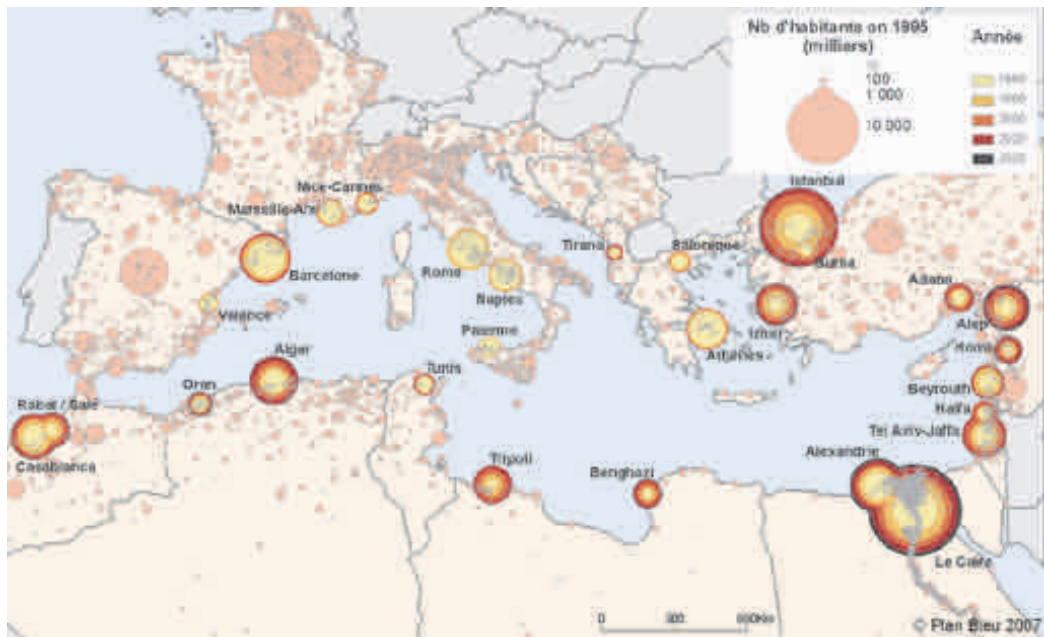 Nb d'habitants en 1995
(milliers)
Année
100
1 000
10 000
Istanbul
Nice-Cannes
Marseille-Aix
Tirana
Salonique
Bursa
Barcelone
Rome
Adana
Naples
Valence
Izmir
Alep
Palerme
Athènes
Homs
Alger
Tunis
Oran
Beyrouth
Rabat / Salé
Haïfa
Tel Aviv-Jaffa
Casablanca
Alexandrie
Tripoli
Benghazi
Le Caire
0
© Plan Bleu 2007